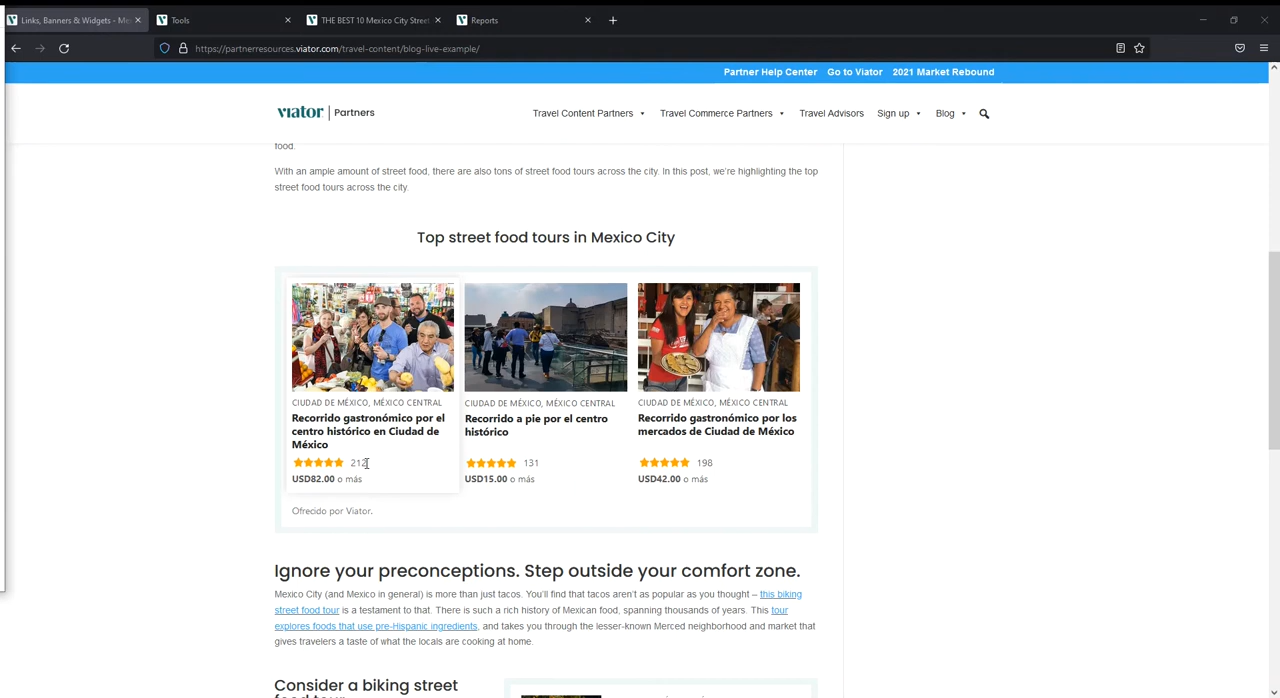 Links, Banners & Widgets - Me
Tools
THE BEST 10 Mexico City Street
Reports
https://partnerresources.viator.com/travel-content/blog-live-example/
Partner Help Center Go to Viator 2021 Market Rebound
viator | Partners
Travel Content Partners Travel Commerce Partners Travel Advisors Sign up Blog
food.
With an ample amount of street food, there are also tons of street food tours across the city. In this post, we're highlighting the top
street food tours across the city.
Top street food tours in Mexico City
CIUDAD DE MÉXICO, MÉXICO CENTRAL
Recorrido gastronómico por el
centro histórico en Ciudad de
México
212
USD82.00 o más
CIUDAD DE MÉXICO, MÉXICO CENTRAL
Recorrido a pie por el centro
histórico
131
USD15.00 o más
CIUDAD DE MÉXICO, MÉXICO CENTRAL
Recorrido gastronómico por los
mercados de Ciudad de México
198
USD42.00 o más
Ofrecido por Viator.
Ignore your preconceptions. Step outside your comfort zone.
Mexico City (and Mexico in general) is more than just tacos. You'll find that tacos aren't as popular as you thought – this biking
street food tour is a testament to that. There is such a rich history of Mexican food, spanning thousands of years. This tour
explores foods that use pre-Hispanic ingredients, and takes you through the lesser-known Merced neighborhood and market that
gives travelers a taste of what the locals are cooking at home.
Consider a biking street
food tour